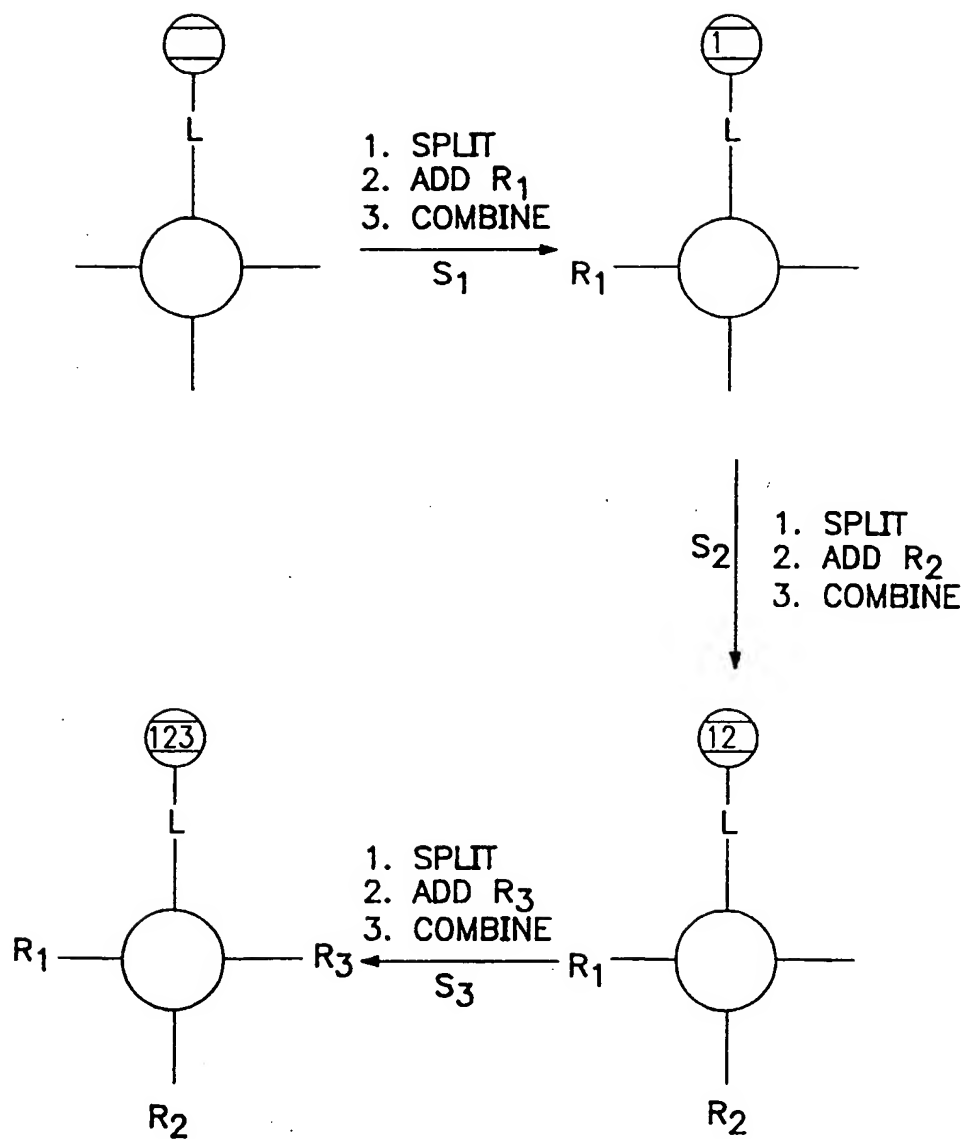 1
L
L
1. SPLIT
2. ADD R₁
3. COMBINE
S₁
R₁
S₂
1. SPLIT
2. ADD R₂
3. COMBINE
123
12
L
L
1. SPLIT
2. ADD R₃
3. COMBINE
R₁
R₃
S₃
R₁
R₂
R₂